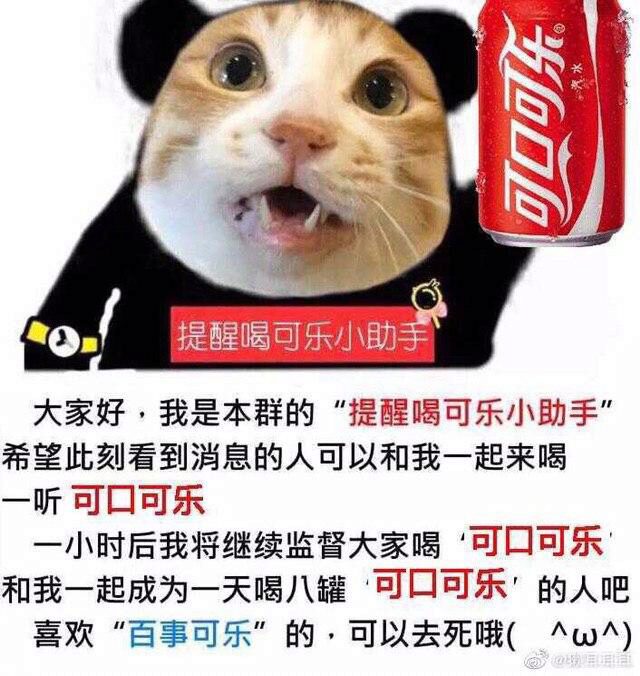 可口可乐
汽水
提醒喝可乐小助手
大家好，我是本群的“提醒喝可乐小助手”
希望此刻看到消息的人可以和我一起来喝
一听 可口可乐
一小时后我将继续监督大家喝‘可口可乐’
和我一起成为一天喝八罐‘可口可乐’的人吧
喜欢“百事可乐”的，可以去死哦( ^ω^)